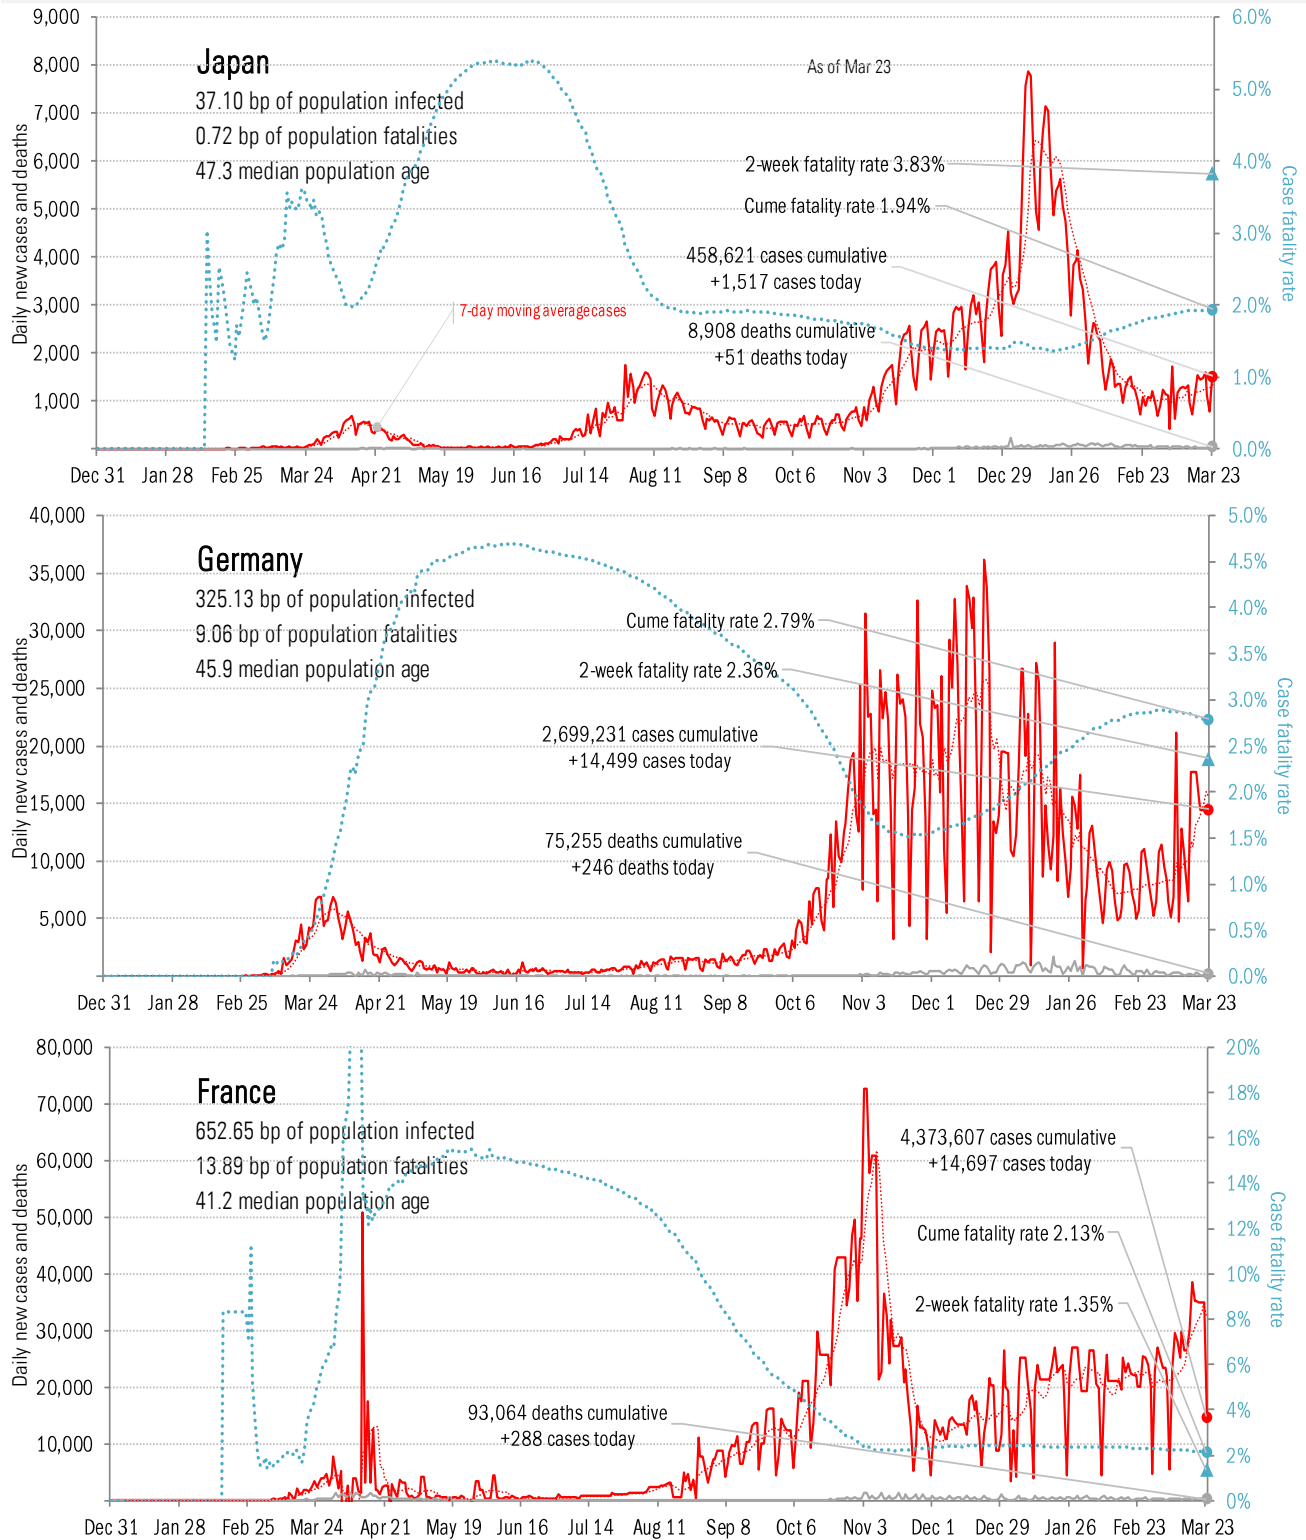 9,000
6.0%
Japan
8,000
As of Mar 23
5.0%
37.10 bp of population infected
7,000
0.72 bp of population fatalities
6,000
2-week fatality rate 3.83%
4.0%
47.3 median population age
5,000
Cume fatality rate 1.94%
3.0%
4,000
458,621 cases cumulative
+1,517 cases today
3,000
7-day moving average cases
2.0%
8,908 deaths cumulative
2,000
+51 deaths today
1,000
1.0%
0.0%
Daily new cases and deaths
Case fatality rate
Dec 31 Jan 28 Feb 25 Mar 24 Apr 21 May 19 Jun 16 Jul 14 Aug 11 Sep 8 Oct 6 Nov 3 Dec 1 Dec 29 Jan 26 Feb 23 Mar 23
40,000
5.0%
Germany
35,000
4.5%
325.13 bp of population infected
30,000
4.0%
Cume fatality rate 2.79%
9.06 bp of population fatalities
3.5%
45.9 median population age
2-week fatality rate 2.36%
25,000
3.0%
20,000
2,699,231 cases cumulative
2.5%
+14,499 cases today
15,000
2.0%
75,255 deaths cumulative
1.5%
+246 deaths today
10,000
1.0%
5,000
0.5%
0.0%
Daily new cases and deaths
Case fatality rate
Dec 31 Jan 28 Feb 25 Mar 24 Apr 21 May 19 Jun 16 Jul 14 Aug 11 Sep 8 Oct 6 Nov 3 Dec 1 Dec 29 Jan 26 Feb 23 Mar 23
80,000
20%
France
18%
70,000
652.65 bp of population infected
4,373,607 cases cumulative
16%
60,000
13.89 bp of population fatalities
+14,697 cases today
14%
41.2 median population age
50,000
12%
Cume fatality rate 2.13%
40,000
10%
2-week fatality rate 1.35%
30,000
8%
6%
20,000
93,064 deaths cumulative
4%
+288 cases today
10,000
2%
0%
Daily new cases and deaths
Case fatality rate
Dec 31 Jan 28 Feb 25 Mar 24 Apr 21 May 19 Jun 16 Jul 14 Aug 11 Sep 8 Oct 6 Nov 3 Dec 1 Dec 29 Jan 26 Feb 23 Mar 23